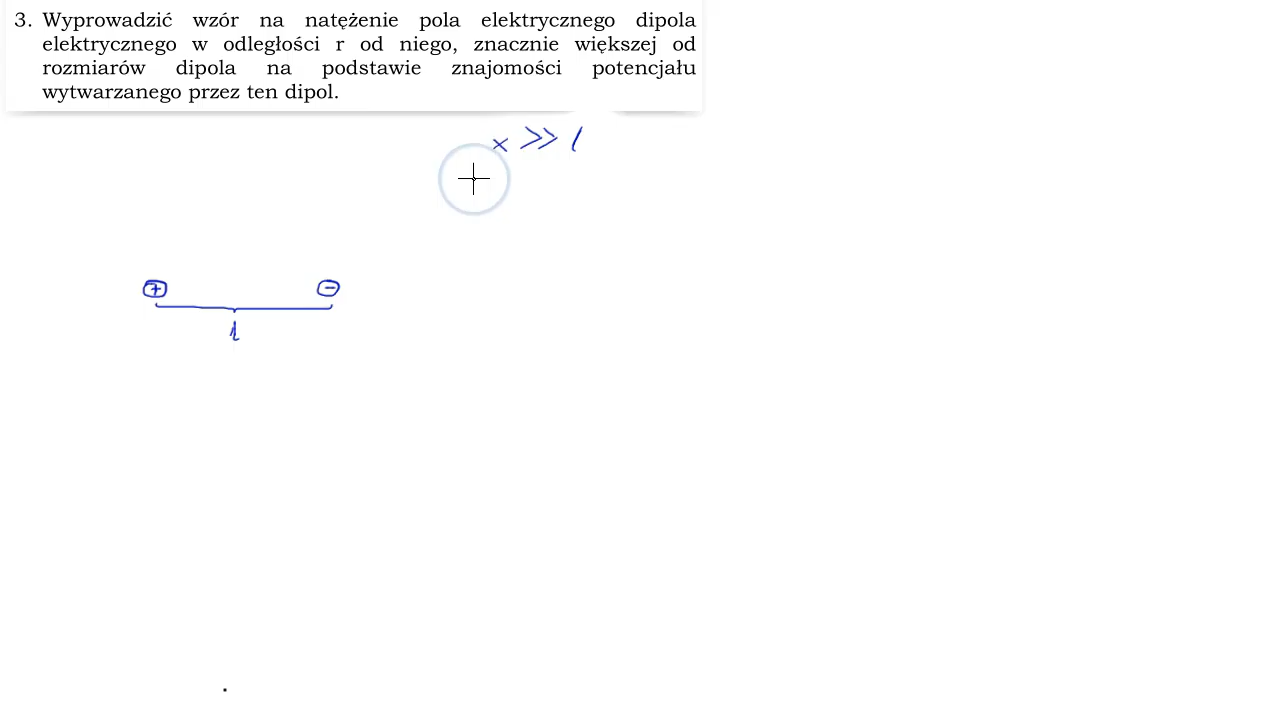 3. Wyprowadzić wzór na natężenie pola elektrycznego dipola
elektrycznego w odległości r od niego, znacznie większej od
rozmiarów dipola na podstawie znajomości potencjału
wytwarzanego przez ten dipol.
x >> l
+ −
l